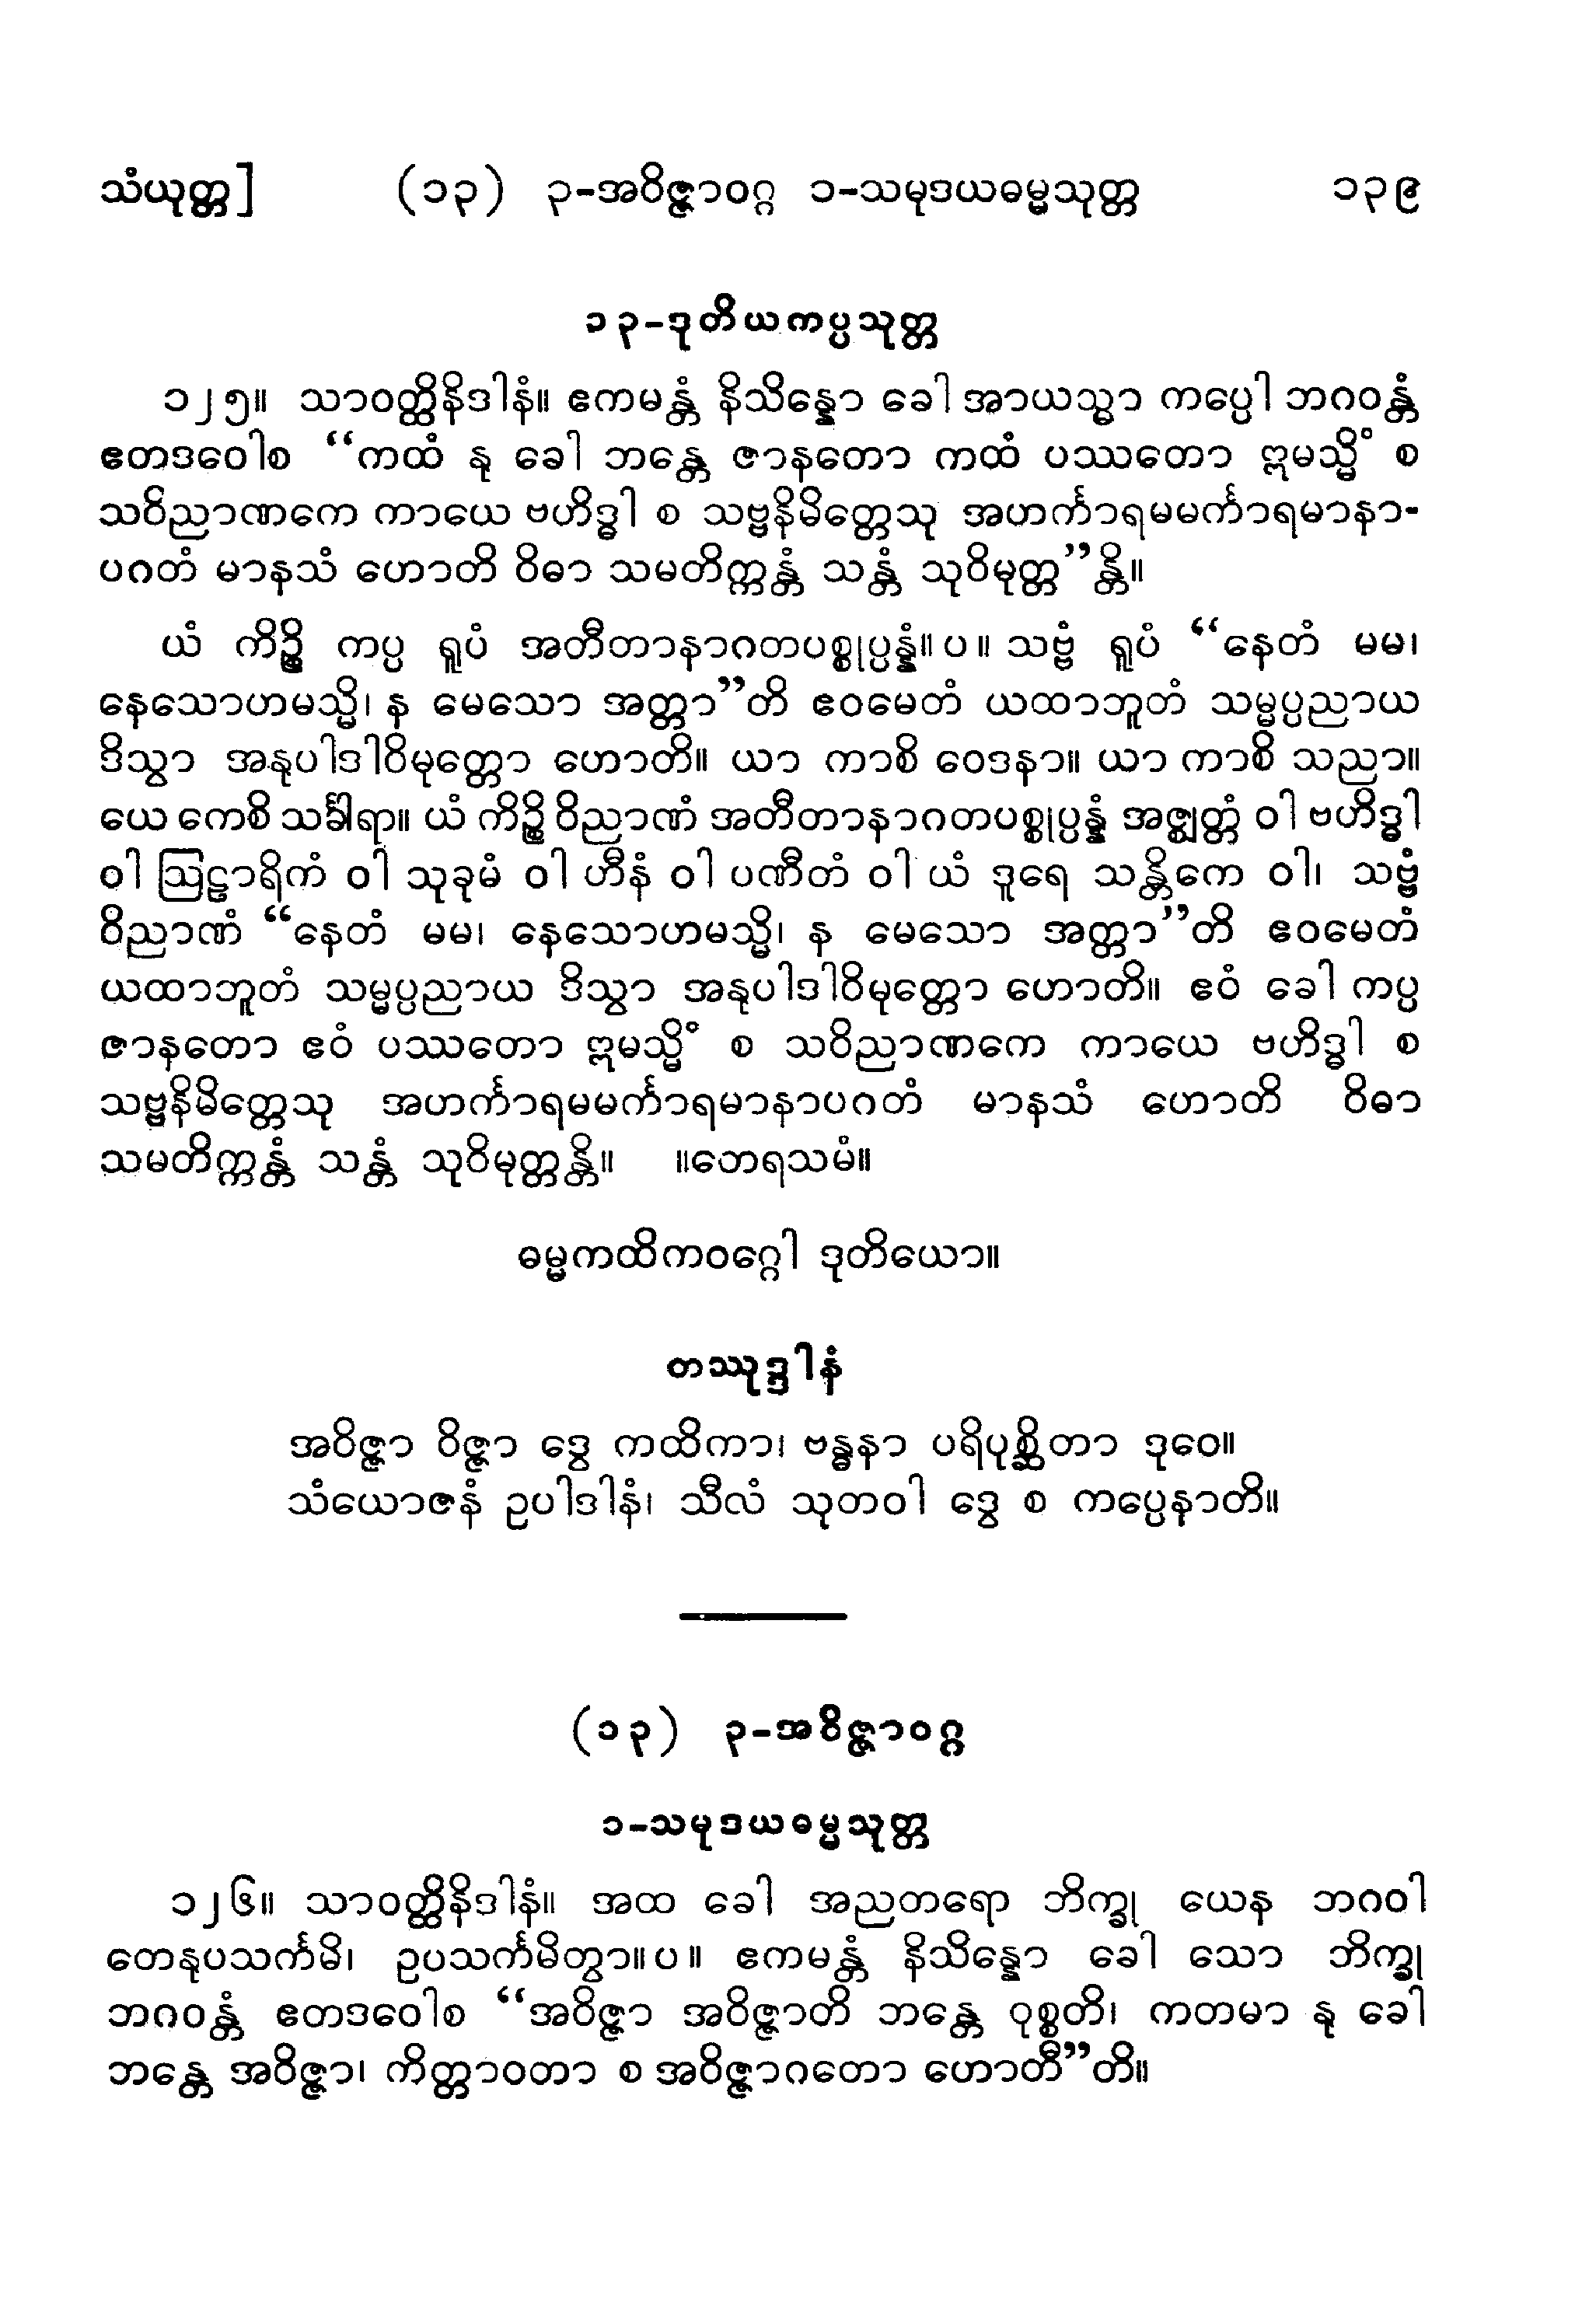 သံယုတ္တ]	(၁၃) ၃-အဝိဇ္ဇာဝဂ္ဂ ၁-သမုဒယဓမ္မသုတ္တ	၁၃၉
၁၃-ဒုတိယကပ္ပသုတ္တ
၁၂၅။ သာဝတ္ထိနိဒါနံ။ ဧကမန္တံ နိသိန္နော ခေါ အာယသ္မာ ကပ္ပေါ ဘဂဝန္တံ
ဧတဒဝေါစ “ကထံ နု ခေါ ဘန္တေ ဇာနတော ကထံ ပဿတော ဣမသ္မိံ စ
သဝိညာဏကေ ကာယေ ဗဟိဒ္ဓါ စ သဗ္ဗနိမိတ္တေသု အဟင်္ကာရမမင်္ကာရမာနာ-
ပဂတံ မာနသံ ဟောတိ ဝိဓာ သမတိက္ကန္တံ သန္တံ သုဝိမုတ္တ”န္တိ။
ယံ ကိဉ္စိ ကပ္ပ ရူပံ အတီတာနာဂတပစ္စုပ္ပန္နံ။ပ။ သဗ္ဗံ ရူပံ “နေတံ မမ၊
နေသောဟမသ္မိ၊ န မေသော အတ္တာ”တိ ဧဝမေတံ ယထာဘူတံ သမ္မပ္ပညာယ
ဒိသွာ အနုပါဒါဝိမုတ္တော ဟောတိ။ ယာ ကာစိ ဝေဒနာ။ ယာ ကာစိ သညာ။
ယေ ကေစိ သင်္ခါရာ။ ယံ ကိဉ္စိ ဝိညာဏံ အတီတာနာဂတပစ္စုပ္ပန္နံ အဇ္ဈတ္တံ ဝါ ဗဟိဒ္ဓါ
ဝါ ဩဠာရိကံ ဝါ သုခုမံ ဝါ ဟီနံ ဝါ ပဏီတံ ဝါ ယံ ဒူရေ သန္တိကေ ဝါ၊ သဗ္ဗံ
ဝိညာဏံ “နေတံ မမ၊ နေသောဟမသ္မိ၊ န မေသော အတ္တာ”တိ ဧဝမေတံ
ယထာဘူတံ သမ္မပ္ပညာယ ဒိသွာ အနုပါဒါဝိမုတ္တော ဟောတိ။ ဧဝံ ခေါ ကပ္ပ
ဇာနတော ဧဝံ ပဿတော ဣမသ္မိံ စ သဝိညာဏကေ ကာယေ ဗဟိဒ္ဓါ စ
သဗ္ဗနိမိတ္တေသု အဟင်္ကာရမမင်္ကာရမာနာပဂတံ မာနသံ ဟောတိ ဝိဓာ
သမတိက္ကန္တံ သန္တံ သုဝိမုတ္တန္တိ။ ။တေရသမံ။
ဓမ္မကထိကဝဂ္ဂေါ ဒုတိယော။
တဿုဒ္ဒါနံ
အဝိဇ္ဇာ ဝိဇ္ဇာ ဒွေ ကထိကာ၊ ဗန္ဓနာ ပရိပုစ္ဆိတာ ဒုဝေ။
သံယောဇနံ ဥပါဒါနံ၊ သီလံ သုတဝါ ဒွေ စ ကပ္ပေနာတိ။
(၁၃) ၃-အဝိဇ္ဇာဝဂ္ဂ
၁-သမုဒယဓမ္မသုတ္တ
၁၂၆။ သာဝတ္ထိနိဒါနံ။ အထ ခေါ အညတရော ဘိက္ခု ယေန ဘဂဝါ
တေနုပသင်္ကမိ၊ ဥပသင်္ကမိတွာ။ပ။ ဧကမန္တံ နိသိန္နော ခေါ သော ဘိက္ခု
ဘဂဝန္တံ ဧတဒဝေါစ “အဝိဇ္ဇာ အဝိဇ္ဇာတိ ဘန္တေ ဝုစ္စတိ၊ ကတမာ နု ခေါ
ဘန္တေ အဝိဇ္ဇာ၊ ကိတ္တာဝတာ စ အဝိဇ္ဇာဂတော ဟောတီ”တိ။